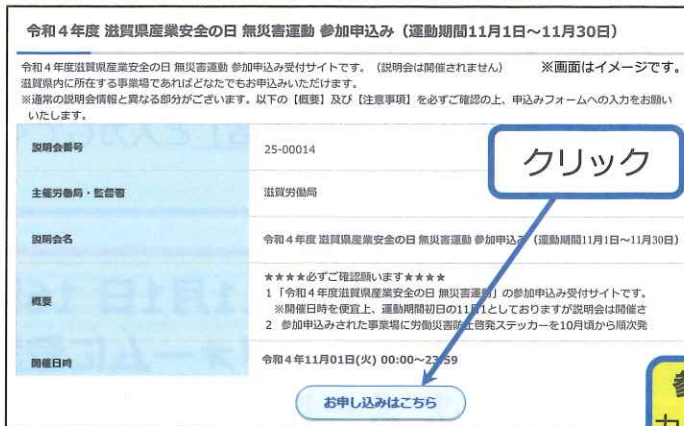 令和４年度 滋賀県産業安全の日 無災害運動 参加申込み（運動期間11月1日～11月30日）
令和４年度滋賀県産業安全の日 無災害運動 参加申込み受付サイトです。（説明会は開催されません）
※画面はイメージです。
滋賀県内に所在する事業場であればどなたでもお申込みいただけます。
※通常の説明会情報と異なる部分がございます。以下の【概要】及び【注意事項】を必ずご確認の上、申込みフォームへの入力をお願い
いたします。
説明会番号
25-00014
クリック
主催労働局・監督署
滋賀労働局
説明会名
令和４年度 滋賀県産業安全の日 無災害運動 参加申込み（運動期間11月1日～11月30日）
概要
★★★★必ずご確認願います★★★★
１「令和４年度滋賀県産業安全の日 無災害運動」の参加申込み受付サイトです。
※開催日時を便宜上、運動期間初日の11月1としておりますが説明会は開催さ
２ 参加申込みされた事業場に労働災害防止啓発ステッカーを10月頃から順次発
開催日時
令和４年11月01日(火) 00:00～23:59
お申し込みはこちら